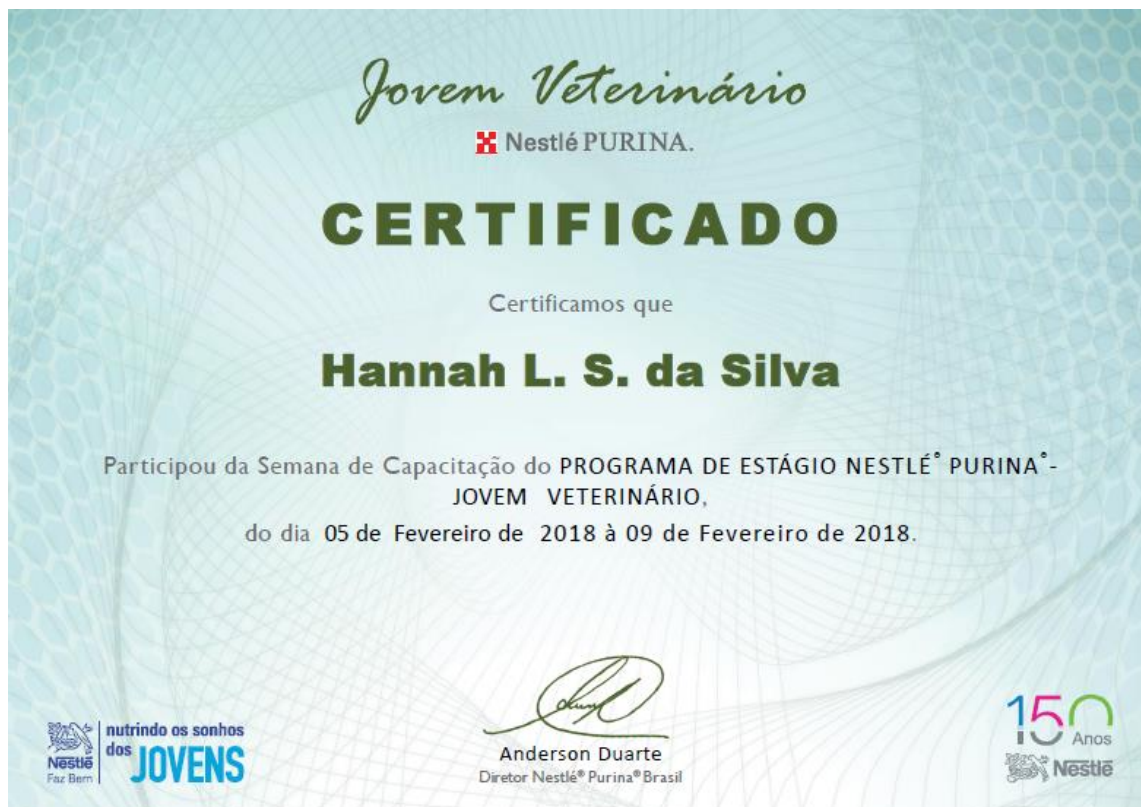 Jovem Veterinário
Nestlé PURINA.
CERTIFICADO
Certificamos que
Hannah L. S. da Silva
Participou da Semana de Capacitação do PROGRAMA DE ESTÁGIO NESTLÉ® PURINA®-
JOVEM VETERINÁRIO,
do dia 05 de Fevereiro de 2018 à 09 de Fevereiro de 2018.
Anderson Duarte
Diretor Nestlé® Purina® Brasil
Nestlé
Faz Bem
nutrindo os sonhos
dos JOVENS
150
Anos
Nestlé